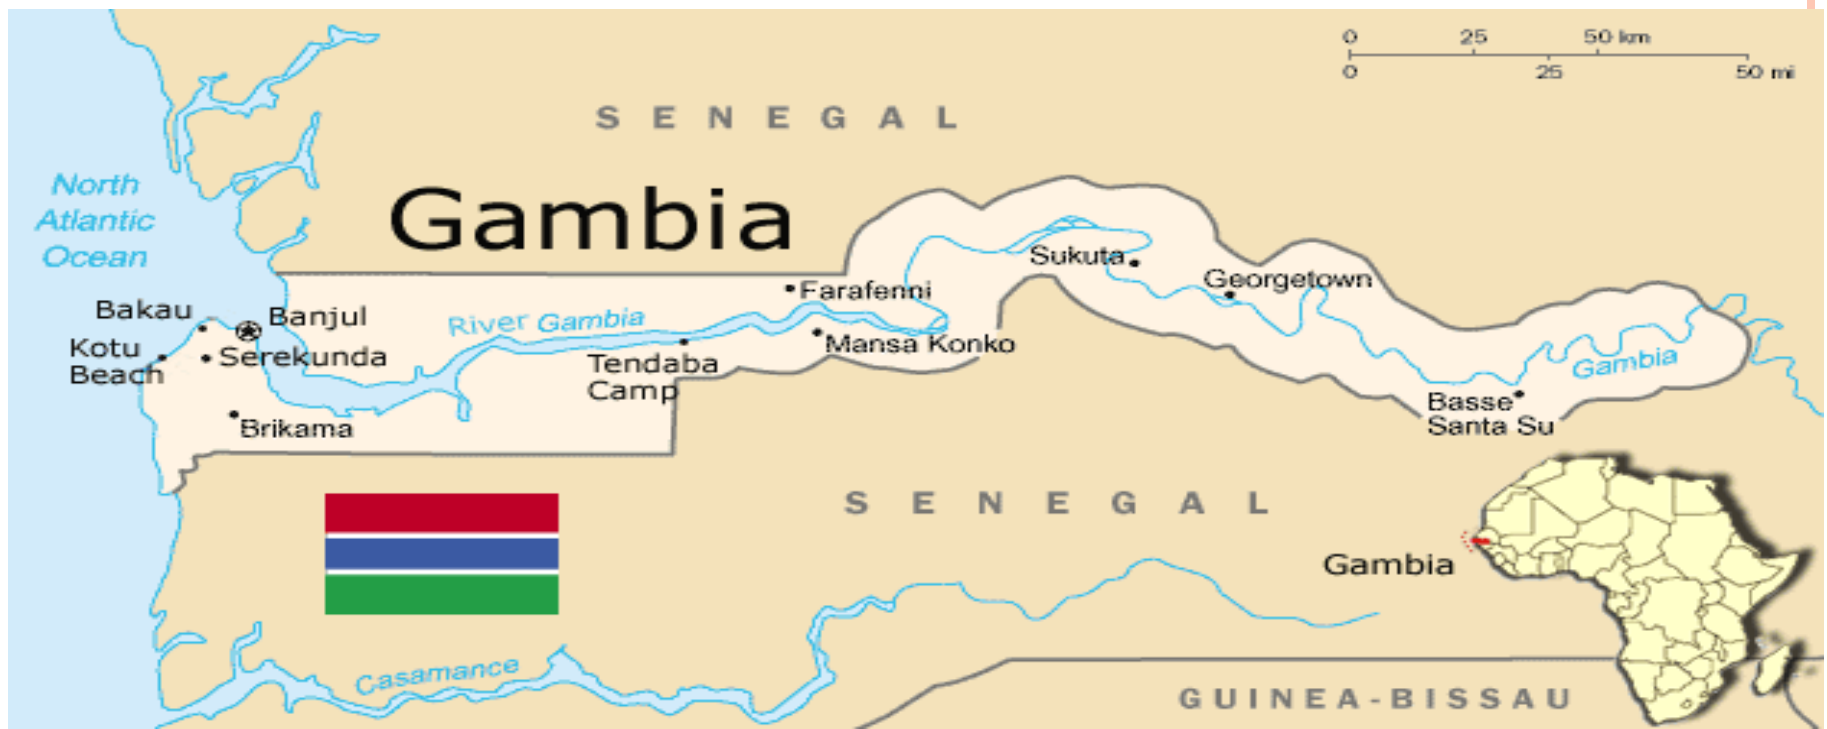 0 25 50 km
0 25 50 mi
SENEGAL
Gambia
North
Atlantic
Ocean
Sukuta
Georgetown
Farafenni
Bakau
Banjul
River Gambia
Mansa Konko
Kotu
Beach
Serekunda
Tendaba
Camp
Gambia
Basse
Santa Su
Brikama
SENEGAL
Gambia
Casamance
GUINEA-BISSAU